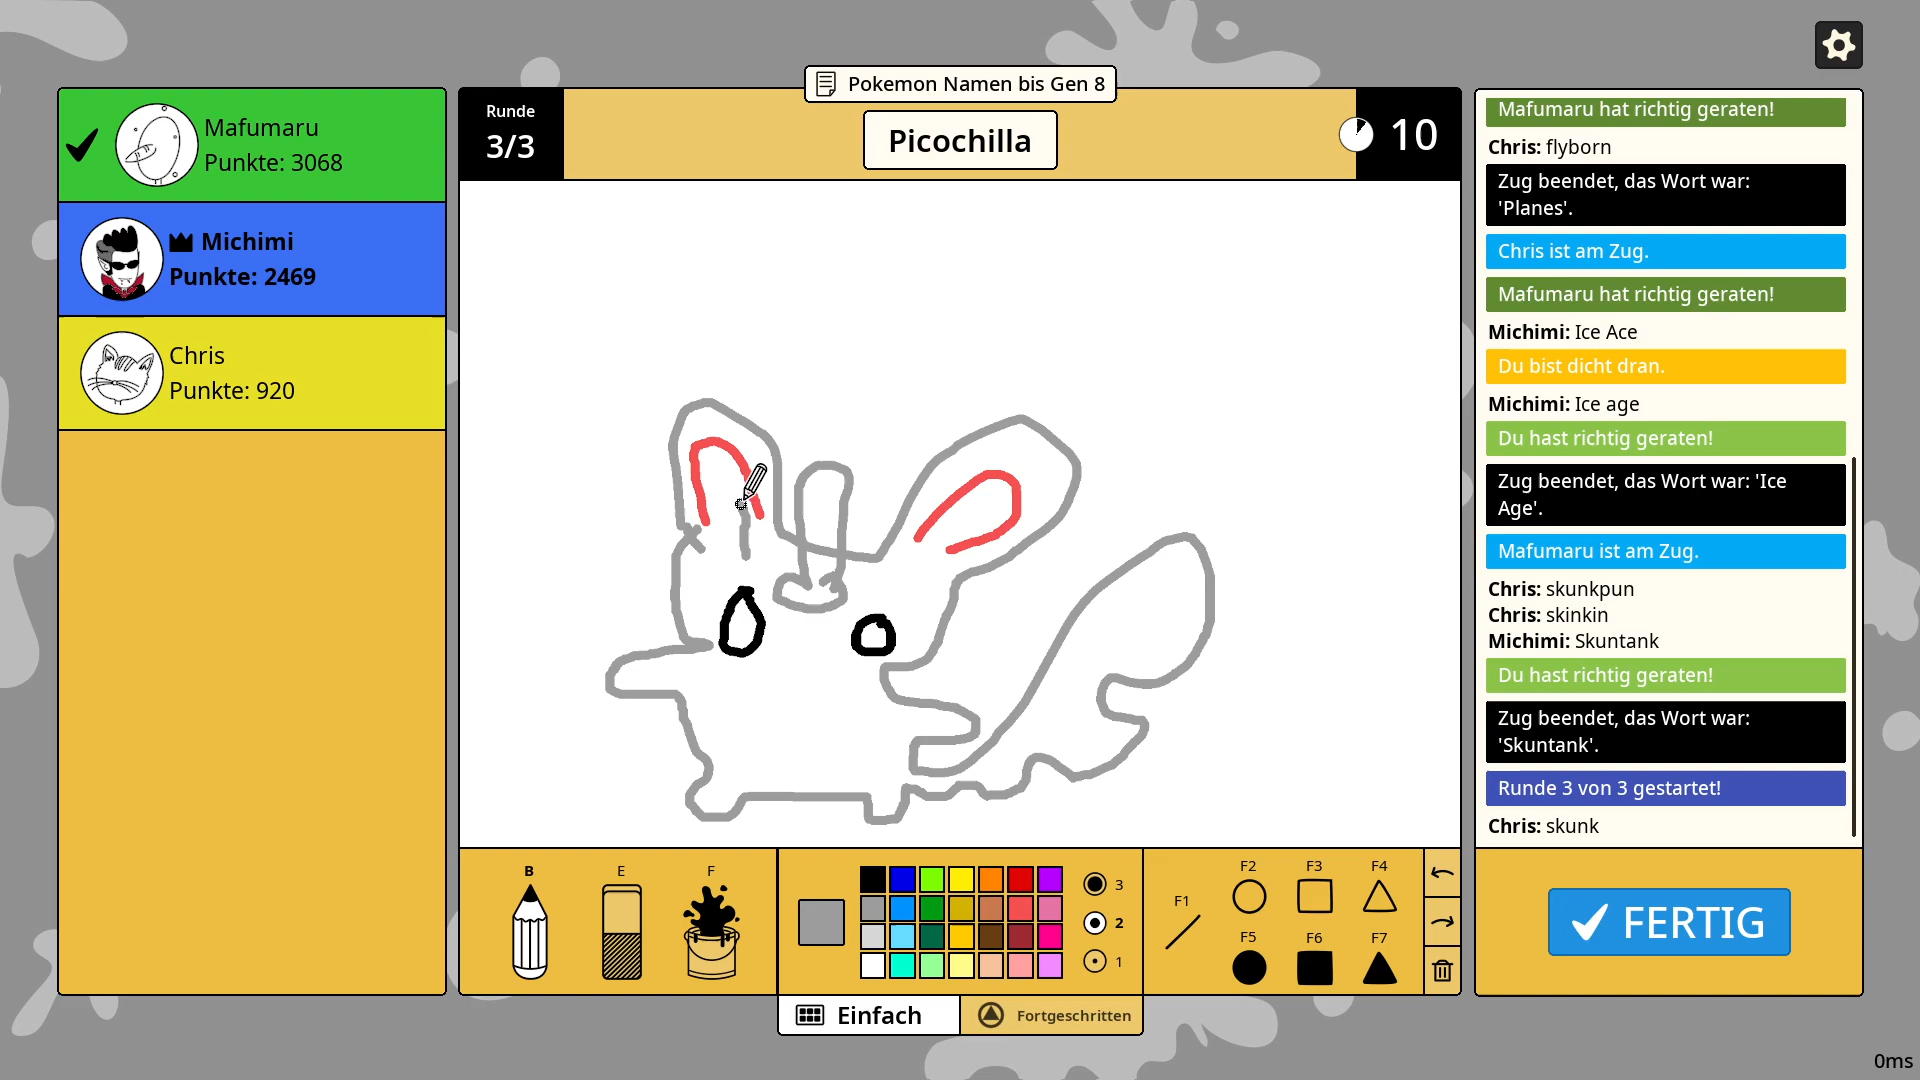 Pokemon Namen bis Gen 8
Runde
3/3
Picochilla
10
Mafumaru
Punkte: 3068
Michimi
Punkte: 2469
Chris
Punkte: 920
Mafumaru hat richtig geraten!
Chris: flyborn
Zug beendet, das Wort war:
'Planes'.
Chris ist am Zug.
Mafumaru hat richtig geraten!
Michimi: Ice Ace
Du bist dicht dran.
Michimi: Ice age
Du hast richtig geraten!
Zug beendet, das Wort war: 'Ice
Age'.
Mafumaru ist am Zug.
Chris: skunkpun
Chris: skinkin
Michimi: Skuntank
Du hast richtig geraten!
Zug beendet, das Wort war:
'Skuntank'.
Runde 3 von 3 gestartet!
Chris: skunk
B
E
F
3
2
1
F1
F2
F3
F4
F5
F6
F7
FERTIG
Einfach
Fortgeschritten
0ms